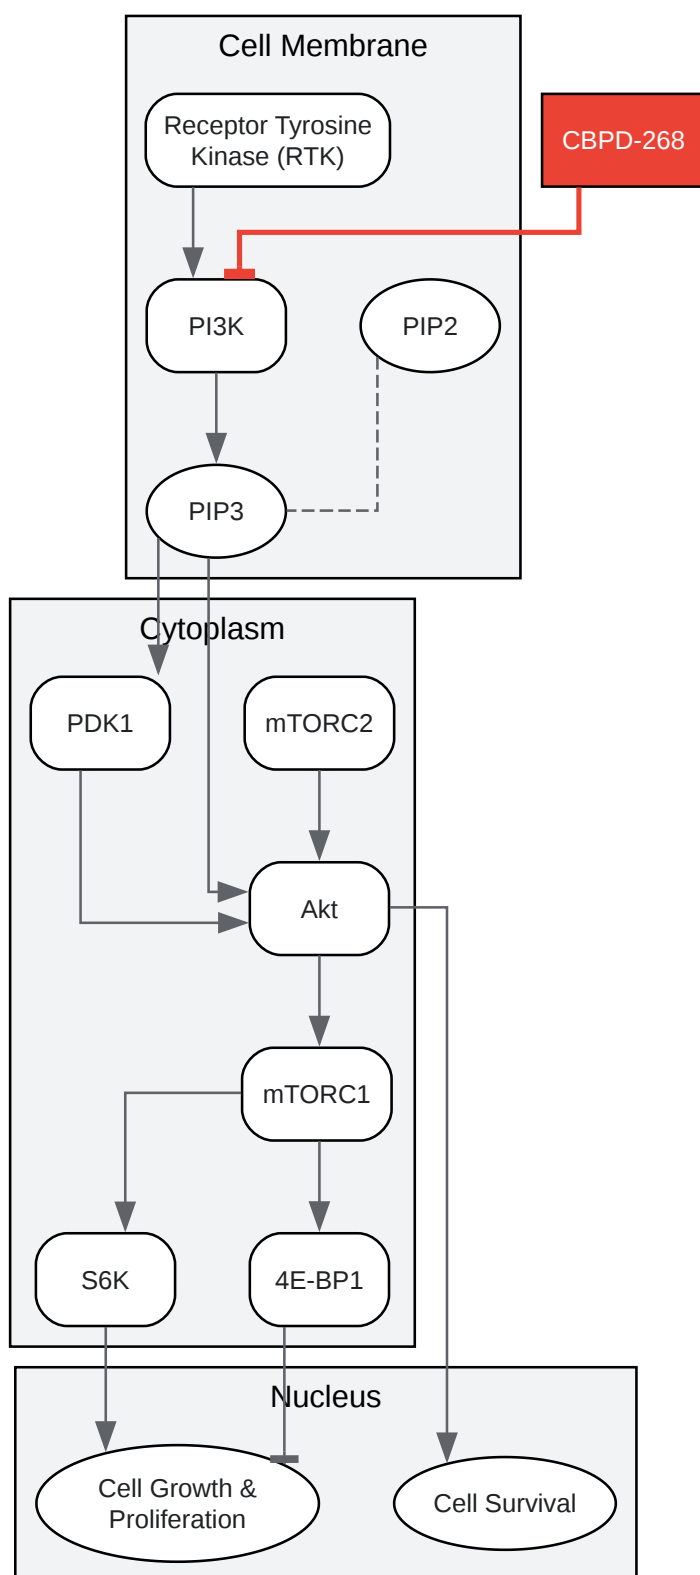 Cell Membrane
Receptor Tyrosine
Kinase (RTK)
CBPD-268
PI3K
PIP2
PIP3
Cytoplasm
PDK1
mTORC2
Akt
mTORC1
S6K
4E-BP1
Nucleus
Cell Growth &
Proliferation
Cell Survival